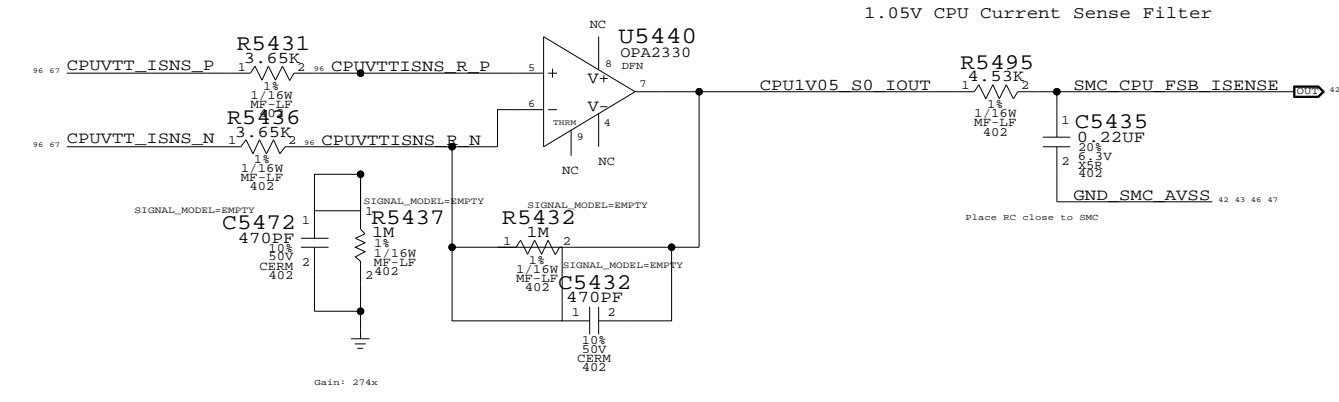 1.05V CPU Current Sense Filter
NC
U5440
OPA2330
DFN
R5431
3.65K
96 67 CPUVTT_ISNS_P 1 2 96 CPUVTTISNS_R_P 5 + 8 V+
1%
1/16W
MF-LF
402
7 CPU1V05_S0_IOUT
R5495
4.53K
1 2 SMC_CPU_FSB_ISENSE OUT 42
1%
1/16W
MF-LF
402
6 − V−
THRM 4
9
NC NC
R5436
3.65K
96 67 CPUVTT_ISNS_N 1 2 96 CPUVTTISNS_R_N
1%
1/16W
MF-LF
402
1 C5435
0.22UF
20%
6.3V
X5R
402
2
GND_SMC_AVSS 42 43 46 47
Place RC close to SMC
SIGNAL_MODEL=EMPTY
C5472 1
470PF
10%
50V
CERM
402
2
SIGNAL_MODEL=EMPTY
1 R5437
1M
1%
1/16W
MF-LF
402
2
SIGNAL_MODEL=EMPTY
R5432
1M
1 2
1%
1/16W
MF-LF
402
SIGNAL_MODEL=EMPTY
C5432
470PF
1 2
10%
50V
CERM
402
Gain: 274x